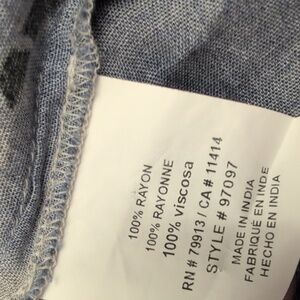 100% RAYON
100% RAYONNE
100% viscosa
RN # 79913 / CA # 11414
STYLE # 97097
MADE IN INDIA
FABRIQUÉ EN INDE
HECHO EN INDIA